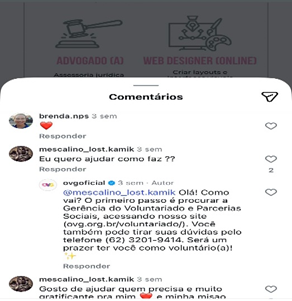 ADVOGADO (A)
WEB DESIGNER (ONLINE)
Assessoria jurídica
Criar layouts e
Comentários
brenda.nps 3 sem
❤️
Responder
mescalino_lost.kamik 3 sem
Eu quero ajudar como faz ??
Responder
2
ovgoficial 3 sem · Autor
@mescalino_lost.kamik Olá! Como
vai? O primeiro passo é procurar a
Gerência do Voluntariado e Parcerias
Sociais, acessando nosso site
(ovg.org.br/voluntariado/). Você
também pode tirar suas dúvidas pelo
telefone (62) 3201-9414. Será um
prazer ter você como voluntário(a)!
✨
Responder
mescalino_lost.kamik 3 sem
Gosto de ajudar quem precisa e muito
gratificante pra mim ❤️ e minha misao